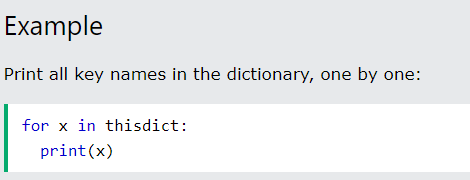 Example
Print all key names in the dictionary, one by one:
for x in thisdict:
  print(x)